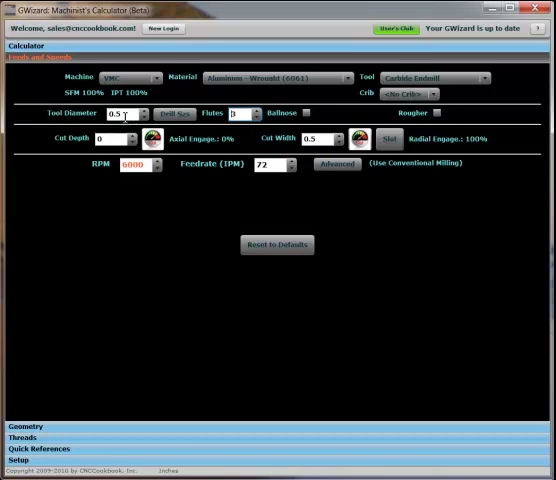 GWizard: Machinist's Calculator (Beta)
Welcome, sales@cnccookbook.com! New Login User's Club Your GWizard is up to date ?
Calculator
Feeds and Speeds
Machine VMC Material Aluminum - Wrought (6061) Tool Carbide Endmill
SFM 100% IPT 100% Crib <No Crib>
Tool Diameter 0.5 Drill Szs Flutes 3 Ballnose Rougher
Cut Depth 0 Axial Engage.: 0% Cut Width 0.5 Slot Radial Engage.: 100%
RPM 6000 Feedrate (IPM) 72 Advanced (Use Conventional Milling)
Reset to Defaults
Geometry
Threads
Quick References
Setup
Copyright 2009-2010 by CNCCookbook, Inc. Inches